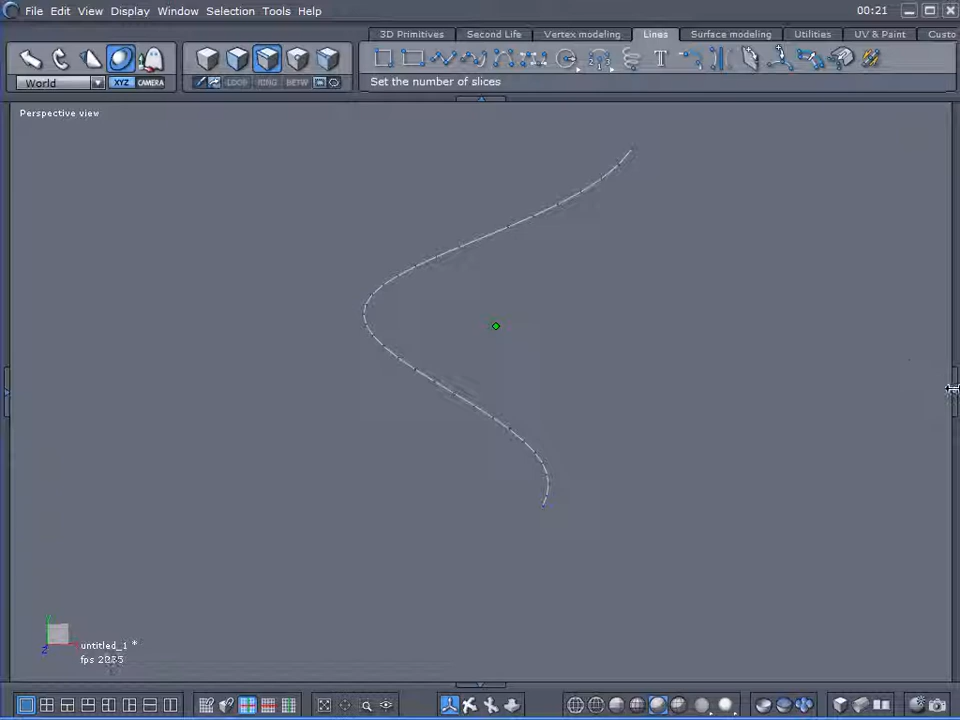 File Edit View Display Window Selection Tools Help 00:21
3D Primitives Second Life Vertex modeling Lines Surface modeling Utilities UV & Paint Custo
World XYZ CAMERA LOOP RING BETW
Set the number of slices
Perspective view
untitled_1 *
fps 2035